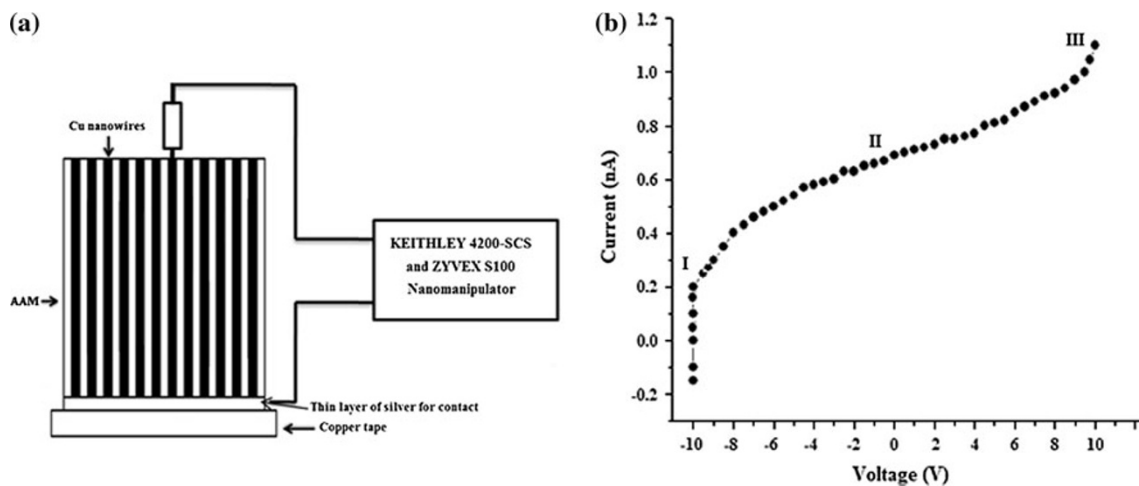 (a)
Cu nanowires
AAM
KEITHLEY 4200-SCS
and ZYVEX S100
Nanomanipulator
Thin layer of silver for contact
Copper tape
(b)
Current (nA)
1.2
1.0
0.8
0.6
0.4
0.2
0.0
-0.2
I
II
III
-10 -8 -6 -4 -2 0 2 4 6 8 10
Voltage (V)